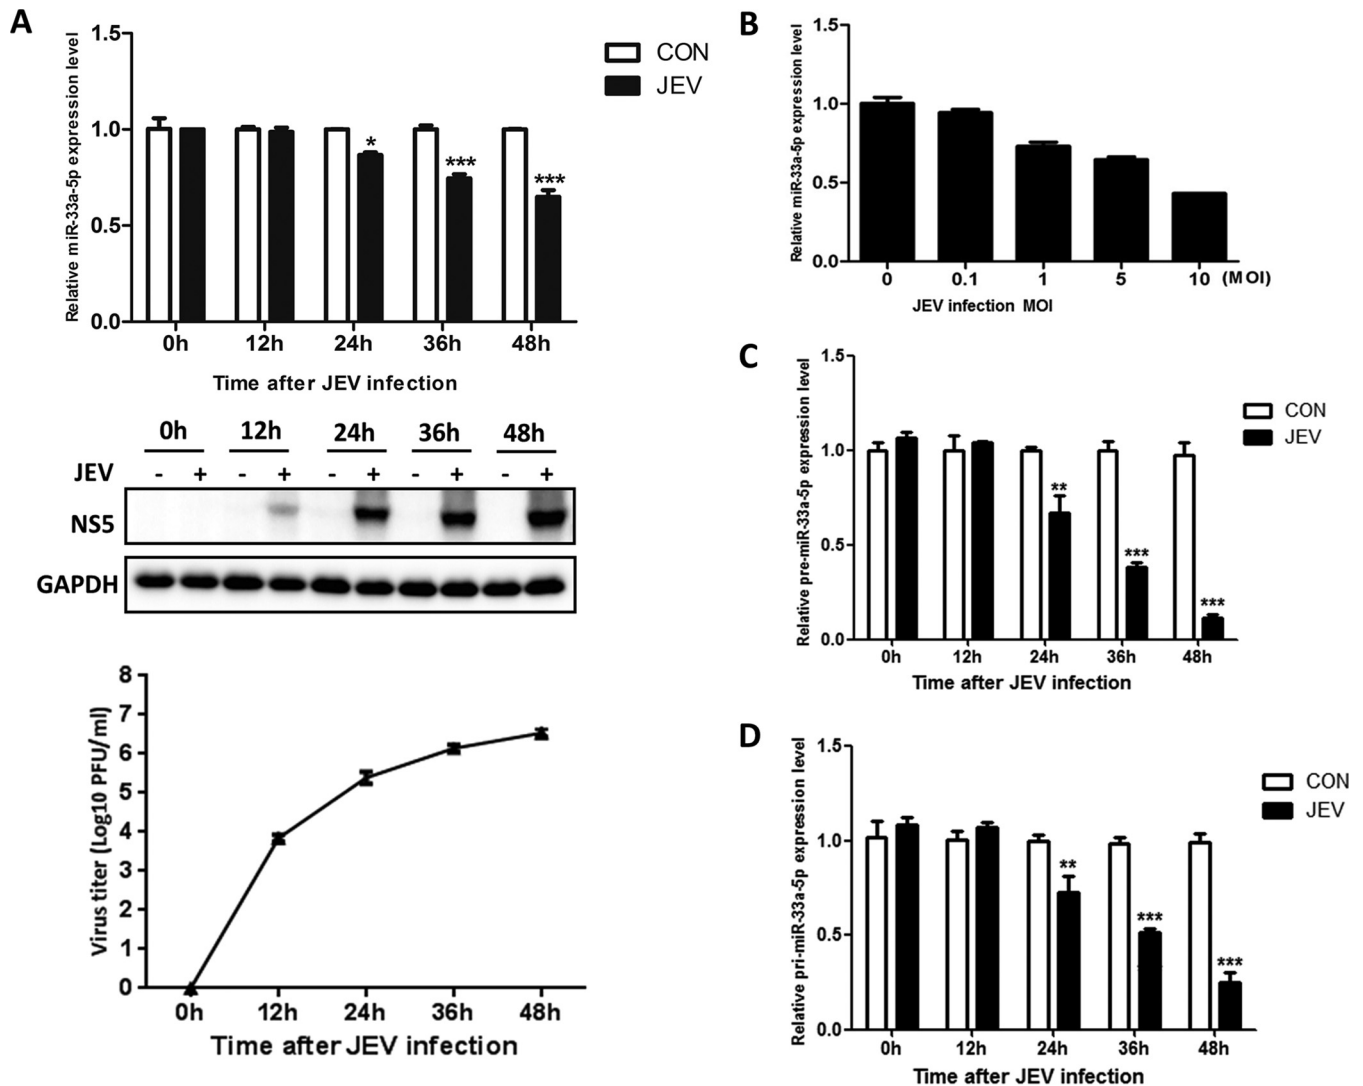 A
Relative miR-33a-5p expression level
1.5
1.0
0.5
0.0
CON
JEV
*
***
***
0h 12h 24h 36h 48h
Time after JEV infection
0h 12h 24h 36h 48h
JEV - + - + - + - + - +
NS5
GAPDH
Virus titer (Log10 PFU/ml)
8
7
6
5
4
3
2
1
0
0h 12h 24h 36h 48h
Time after JEV infection
B
Relative miR-33a-5p expression level
1.5
1.0
0.5
0.0
0 0.1 1 5 10 (MOI)
JEV infection MOI
C
Relative pre-miR-33a-5p expression level
1.5
1.0
0.5
0.0
CON
JEV
**
***
***
0h 12h 24h 36h 48h
Time after JEV infection
D
Relative pri-miR-33a-5p expression level
1.5
1.0
0.5
0.0
CON
JEV
**
***
***
0h 12h 24h 36h 48h
Time after JEV infection